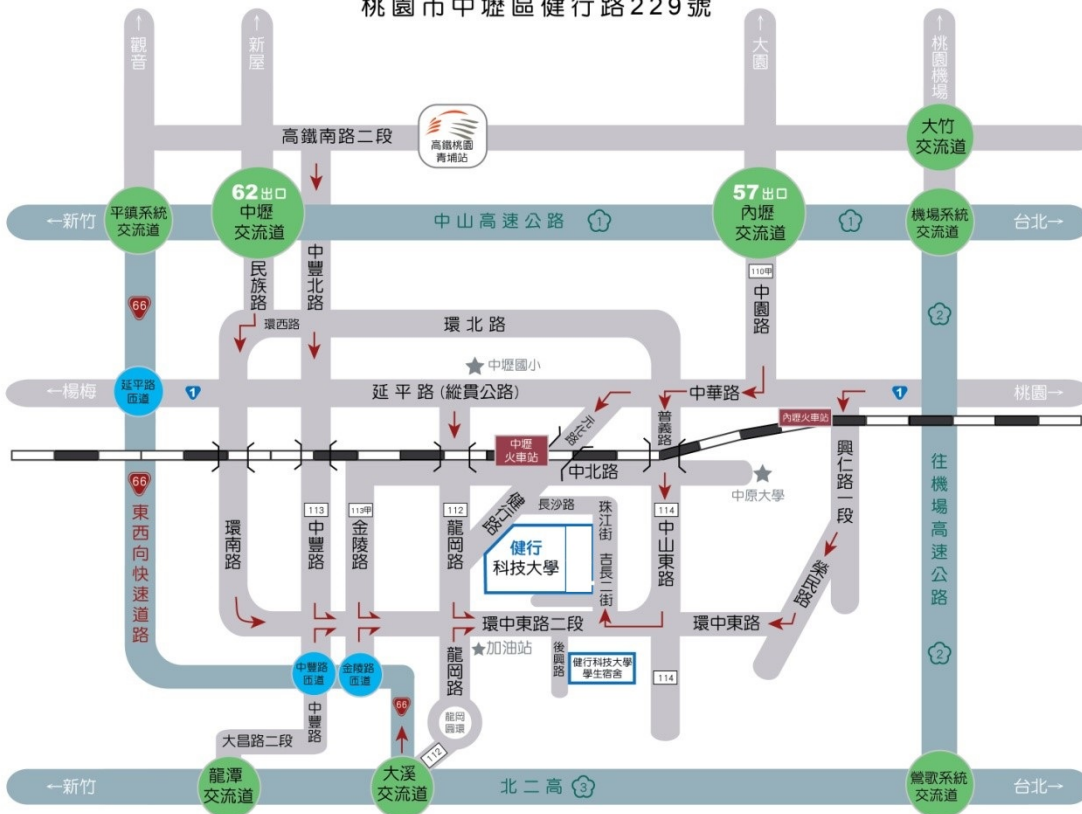 桃園市中壢區健行路229號
↑觀音
↑新屋
↑大園
↑桃園機場
高鐵南路二段
高鐵桃園
青埔站
大竹
交流道
←新竹
平鎮系統
交流道
62出口
中壢
交流道
中山高速公路
1
57出口
內壢
交流道
1
機場系統
交流道
台北→
66
民族路
中豐北路
110甲
中園路
2
環西路
環北路
中壢國小
←楊梅
延平路
匝道
1
延平路(縱貫公路)
中華路
1
桃園→
元化路
普義路
內壢火車站
中壢
火車站
中北路
中原大學
66
東西向快速道路
環南路
113
中豐路
113甲
金陵路
112
龍岡路
健行路
長沙路
珠江街
吉長二街
114
中山東路
興仁路一段
榮民路
往機場高速公路
健行
科技大學
環中東路二段
環中東路
加油站
龍岡路
後興路
健行科技大學
學生宿舍
114
2
中豐路
匝道
金陵路
匝道
中豐路
66
龍岡
圓環
112
大昌路二段
←新竹
龍潭
交流道
大溪
交流道
北二高
3
鶯歌系統
交流道
台北→